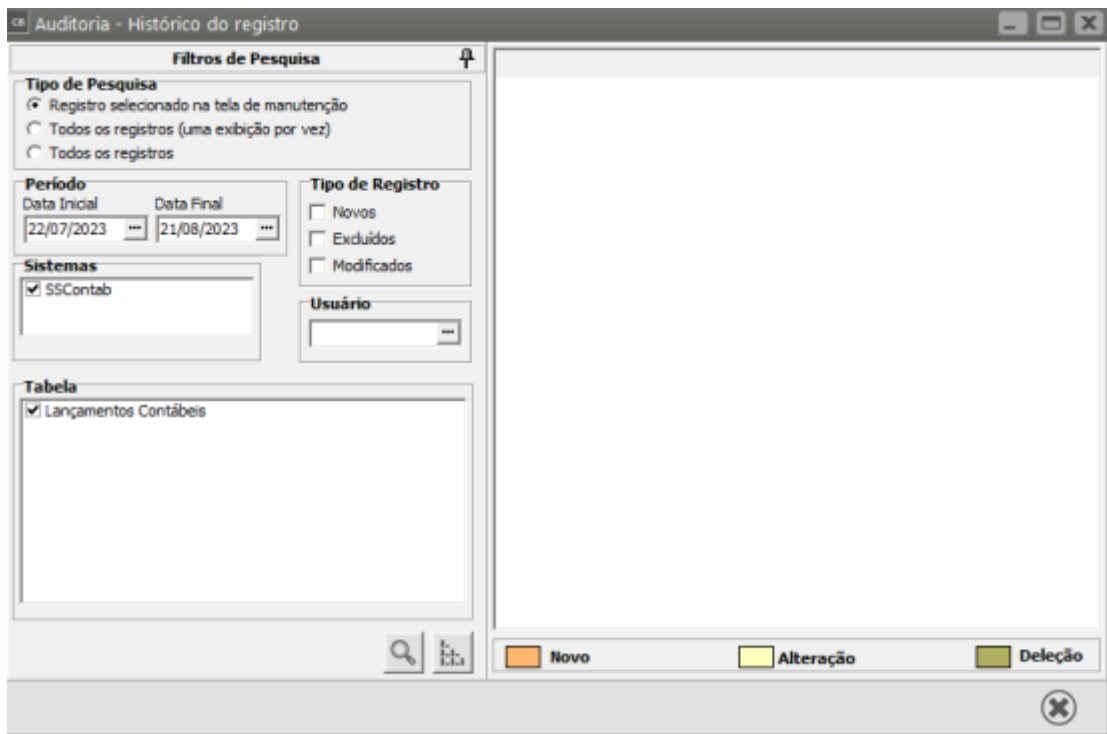 CB Auditoria - Histórico do registro
Filtros de Pesquisa
Tipo de Pesquisa
Registro selecionado na tela de manutenção
Todos os registros (uma exibição por vez)
Todos os registros
Período
Data Inicial Data Final
22/07/2023 ... 21/08/2023 ...
Tipo de Registro
Novos
Excluídos
Modificados
Sistemas
SSContab
Usuário
...
Tabela
Lançamentos Contábeis
Novo Alteração Deleção